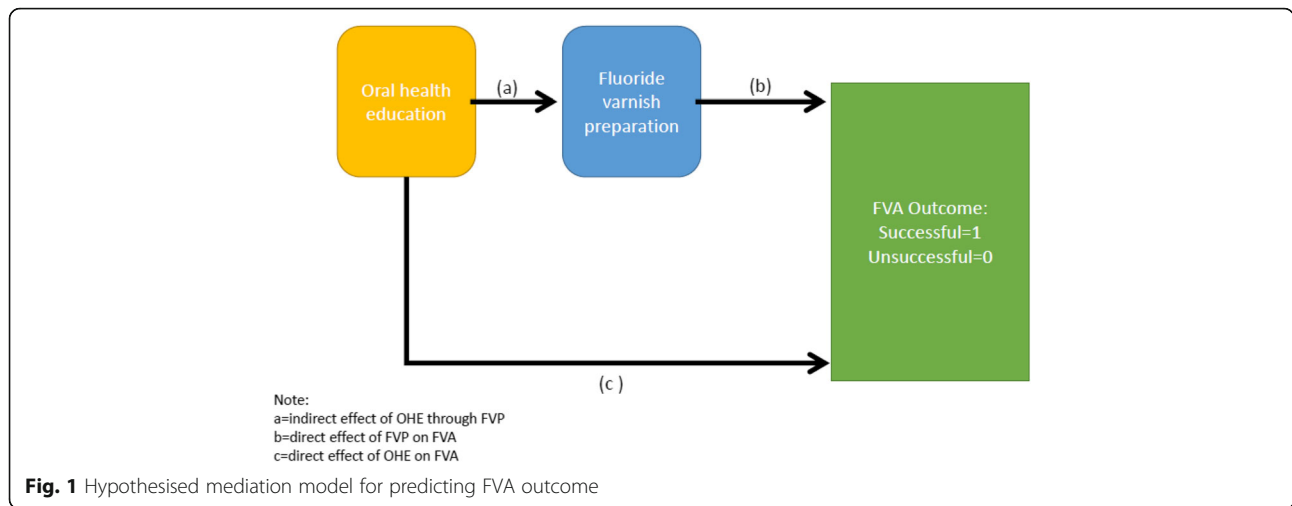 Oral health
education
(a)
Fluoride
varnish
preparation
(b)
FVA Outcome:
Successful=1
Unsuccessful=0
(c )
Note:
a=indirect effect of OHE through FVP
b=direct effect of FVP on FVA
c=direct effect of OHE on FVA
Fig. 1 Hypothesised mediation model for predicting FVA outcome